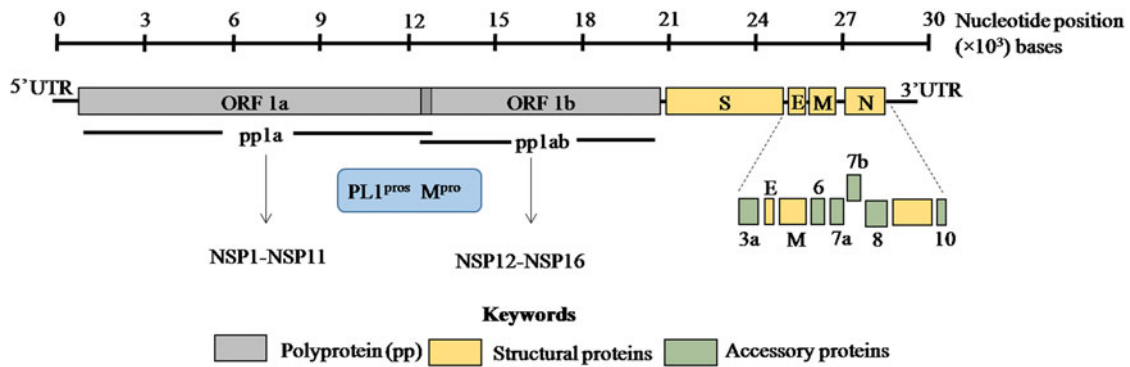 0 3 6 9 12 15 18 21 24 27 30 Nucleotide position
(×10³) bases
5'UTR ORF 1a ORF 1b S E M N 3'UTR
pp1a pp1ab
7b
PL1ᵖʳᵒˢ Mᵖʳᵒ
E 6
3a M 7a 8 10
NSP1-NSP11 NSP12-NSP16
Keywords
Polyprotein (pp) Structural proteins Accessory proteins